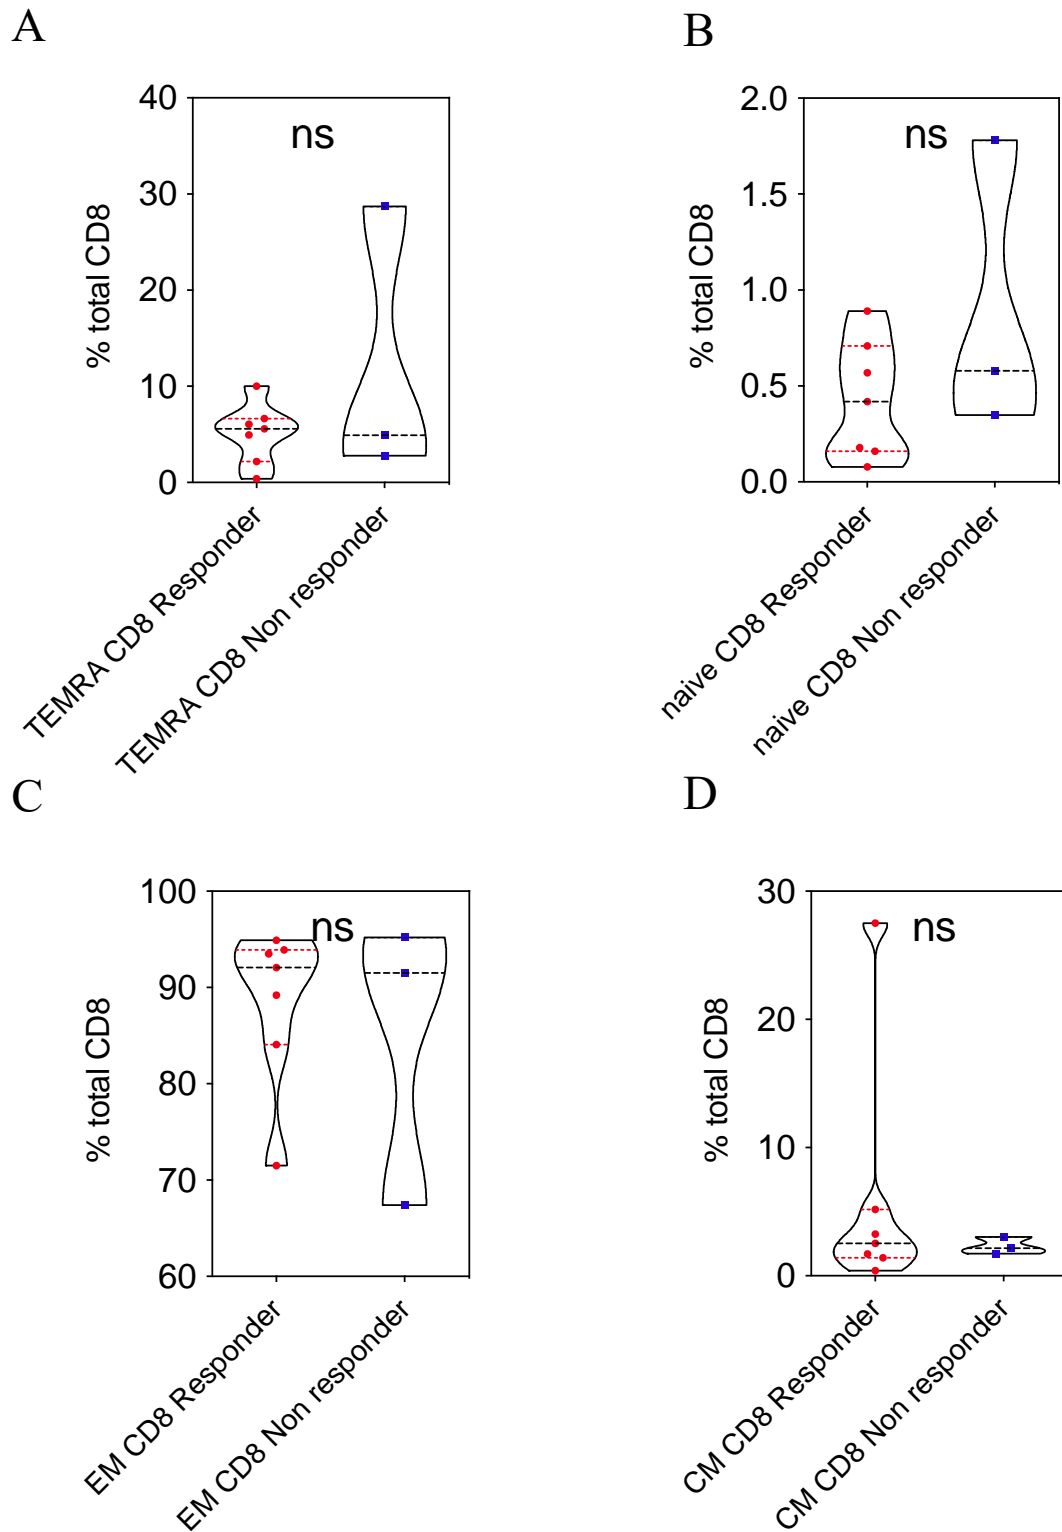 A
B
40
30
20
10
0
% total CD8
ns
TEMRA CD8 Responder
TEMRA CD8 Non responder
2.0
1.5
1.0
0.5
0.0
% total CD8
ns
naive CD8 Responder
naive CD8 Non responder
C
D
100
90
80
70
60
% total CD8
ns
EM CD8 Responder
EM CD8 Non responder
30
20
10
0
% total CD8
ns
CM CD8 Responder
CM CD8 Non responder